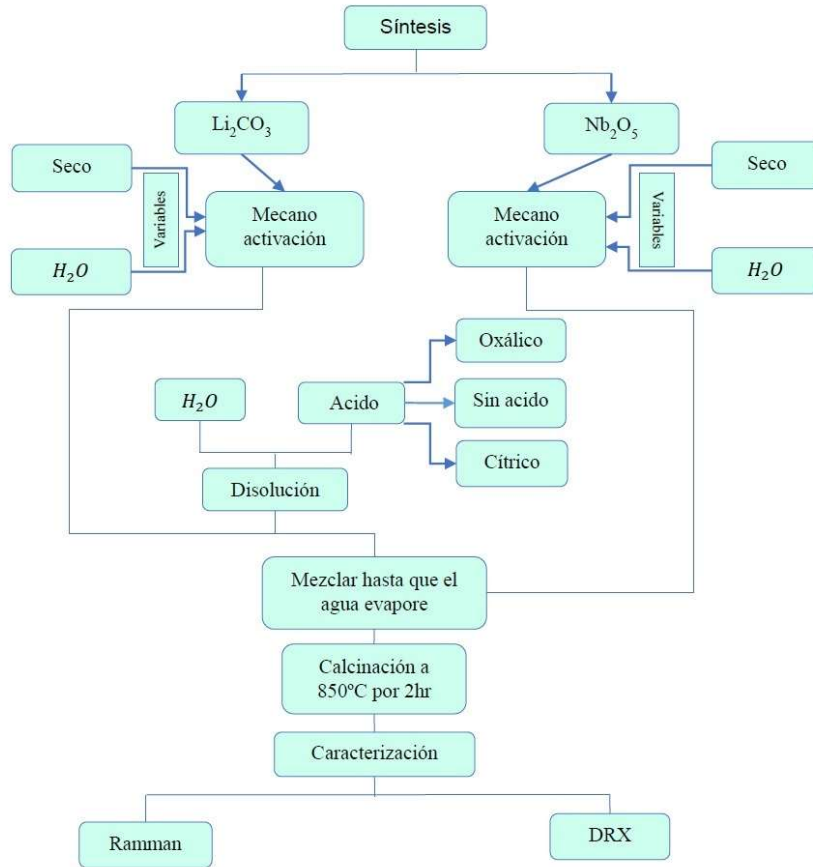 Síntesis
Li₂CO₃
Nb₂O₅
Seco
Seco
Variables
Variables
Mecano
activación
Mecano
activación
H₂O
H₂O
Oxálico
H₂O
Acido
Sin acido
Cítrico
Disolución
Mezclar hasta que el
agua evapore
Calcinación a
850ºC por 2hr
Caracterización
Ramman
DRX